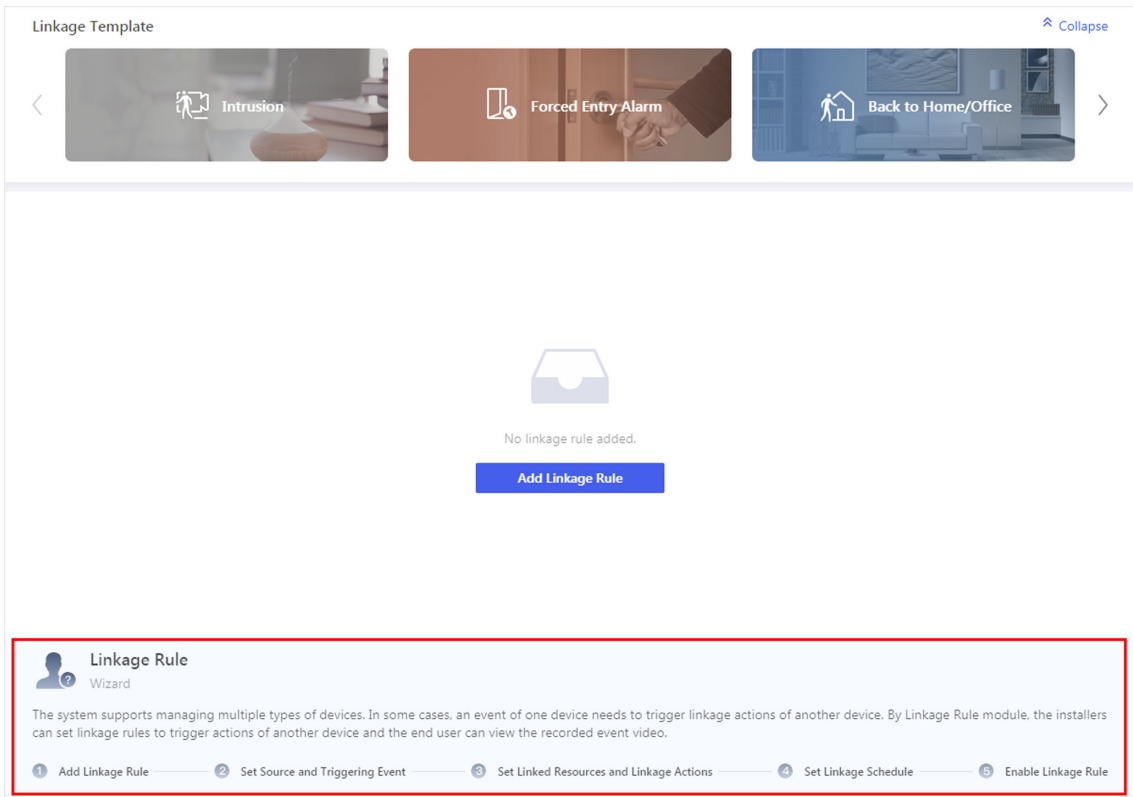 Linkage Template
Collapse
Intrusion
Forced Entry Alarm
Back to Home/Office
No linkage rule added.
Add Linkage Rule
Linkage Rule
Wizard
The system supports managing multiple types of devices. In some cases, an event of one device needs to trigger linkage actions of another device. By Linkage Rule module, the installers
can set linkage rules to trigger actions of another device and the end user can view the recorded event video.
1 Add Linkage Rule 2 Set Source and Triggering Event 3 Set Linked Resources and Linkage Actions 4 Set Linkage Schedule 5 Enable Linkage Rule